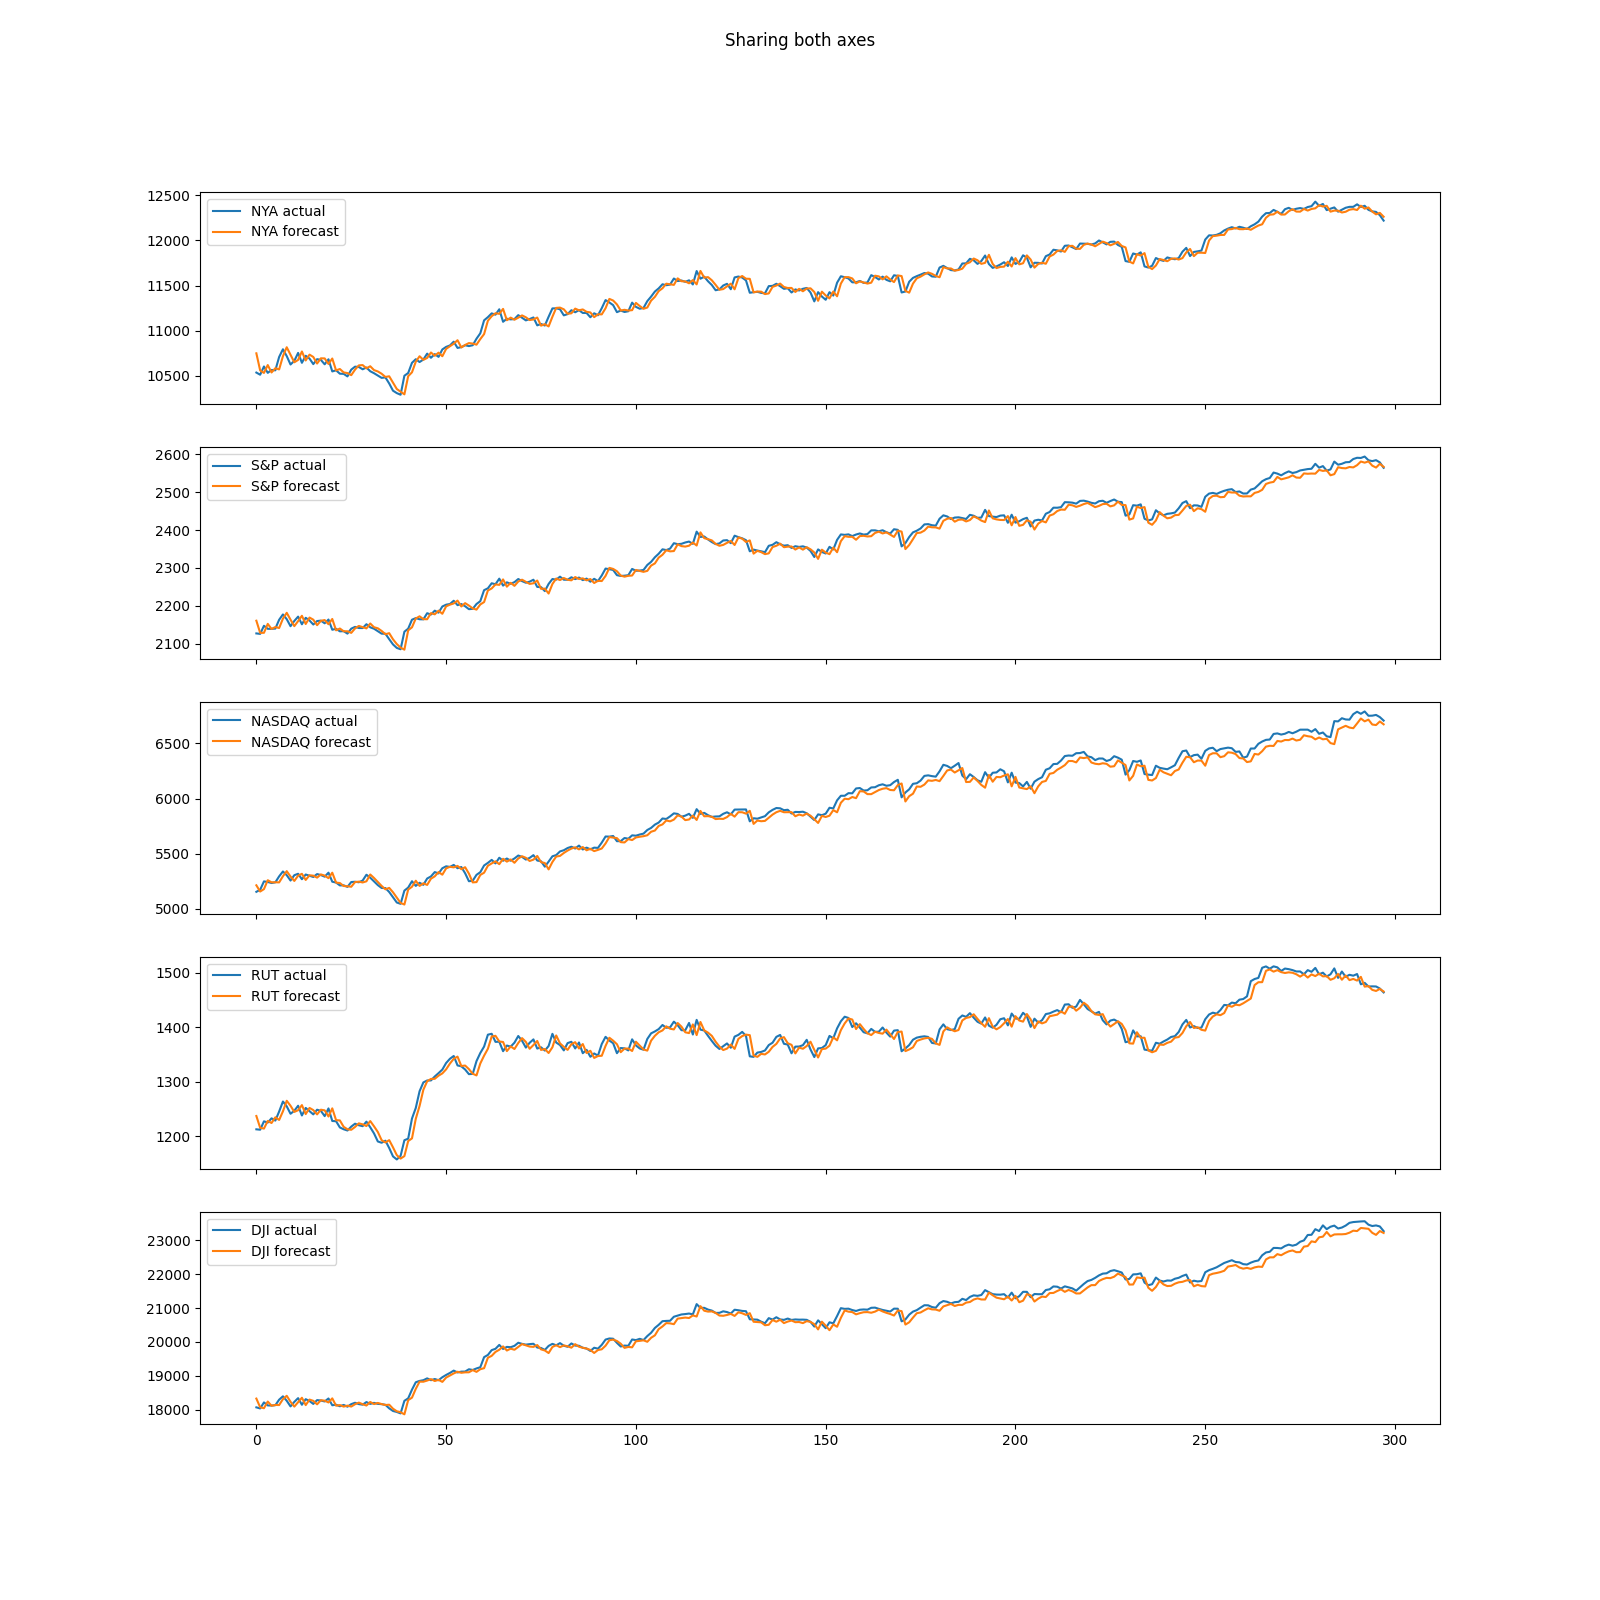 Sharing both axes
12500
12000
11500
11000
10500
NYA actual
NYA forecast
2600
2500
2400
2300
2200
2100
S&P actual
S&P forecast
6500
6000
5500
5000
NASDAQ actual
NASDAQ forecast
1500
1400
1300
1200
RUT actual
RUT forecast
23000
22000
21000
20000
19000
18000
DJI actual
DJI forecast
0 50 100 150 200 250 300